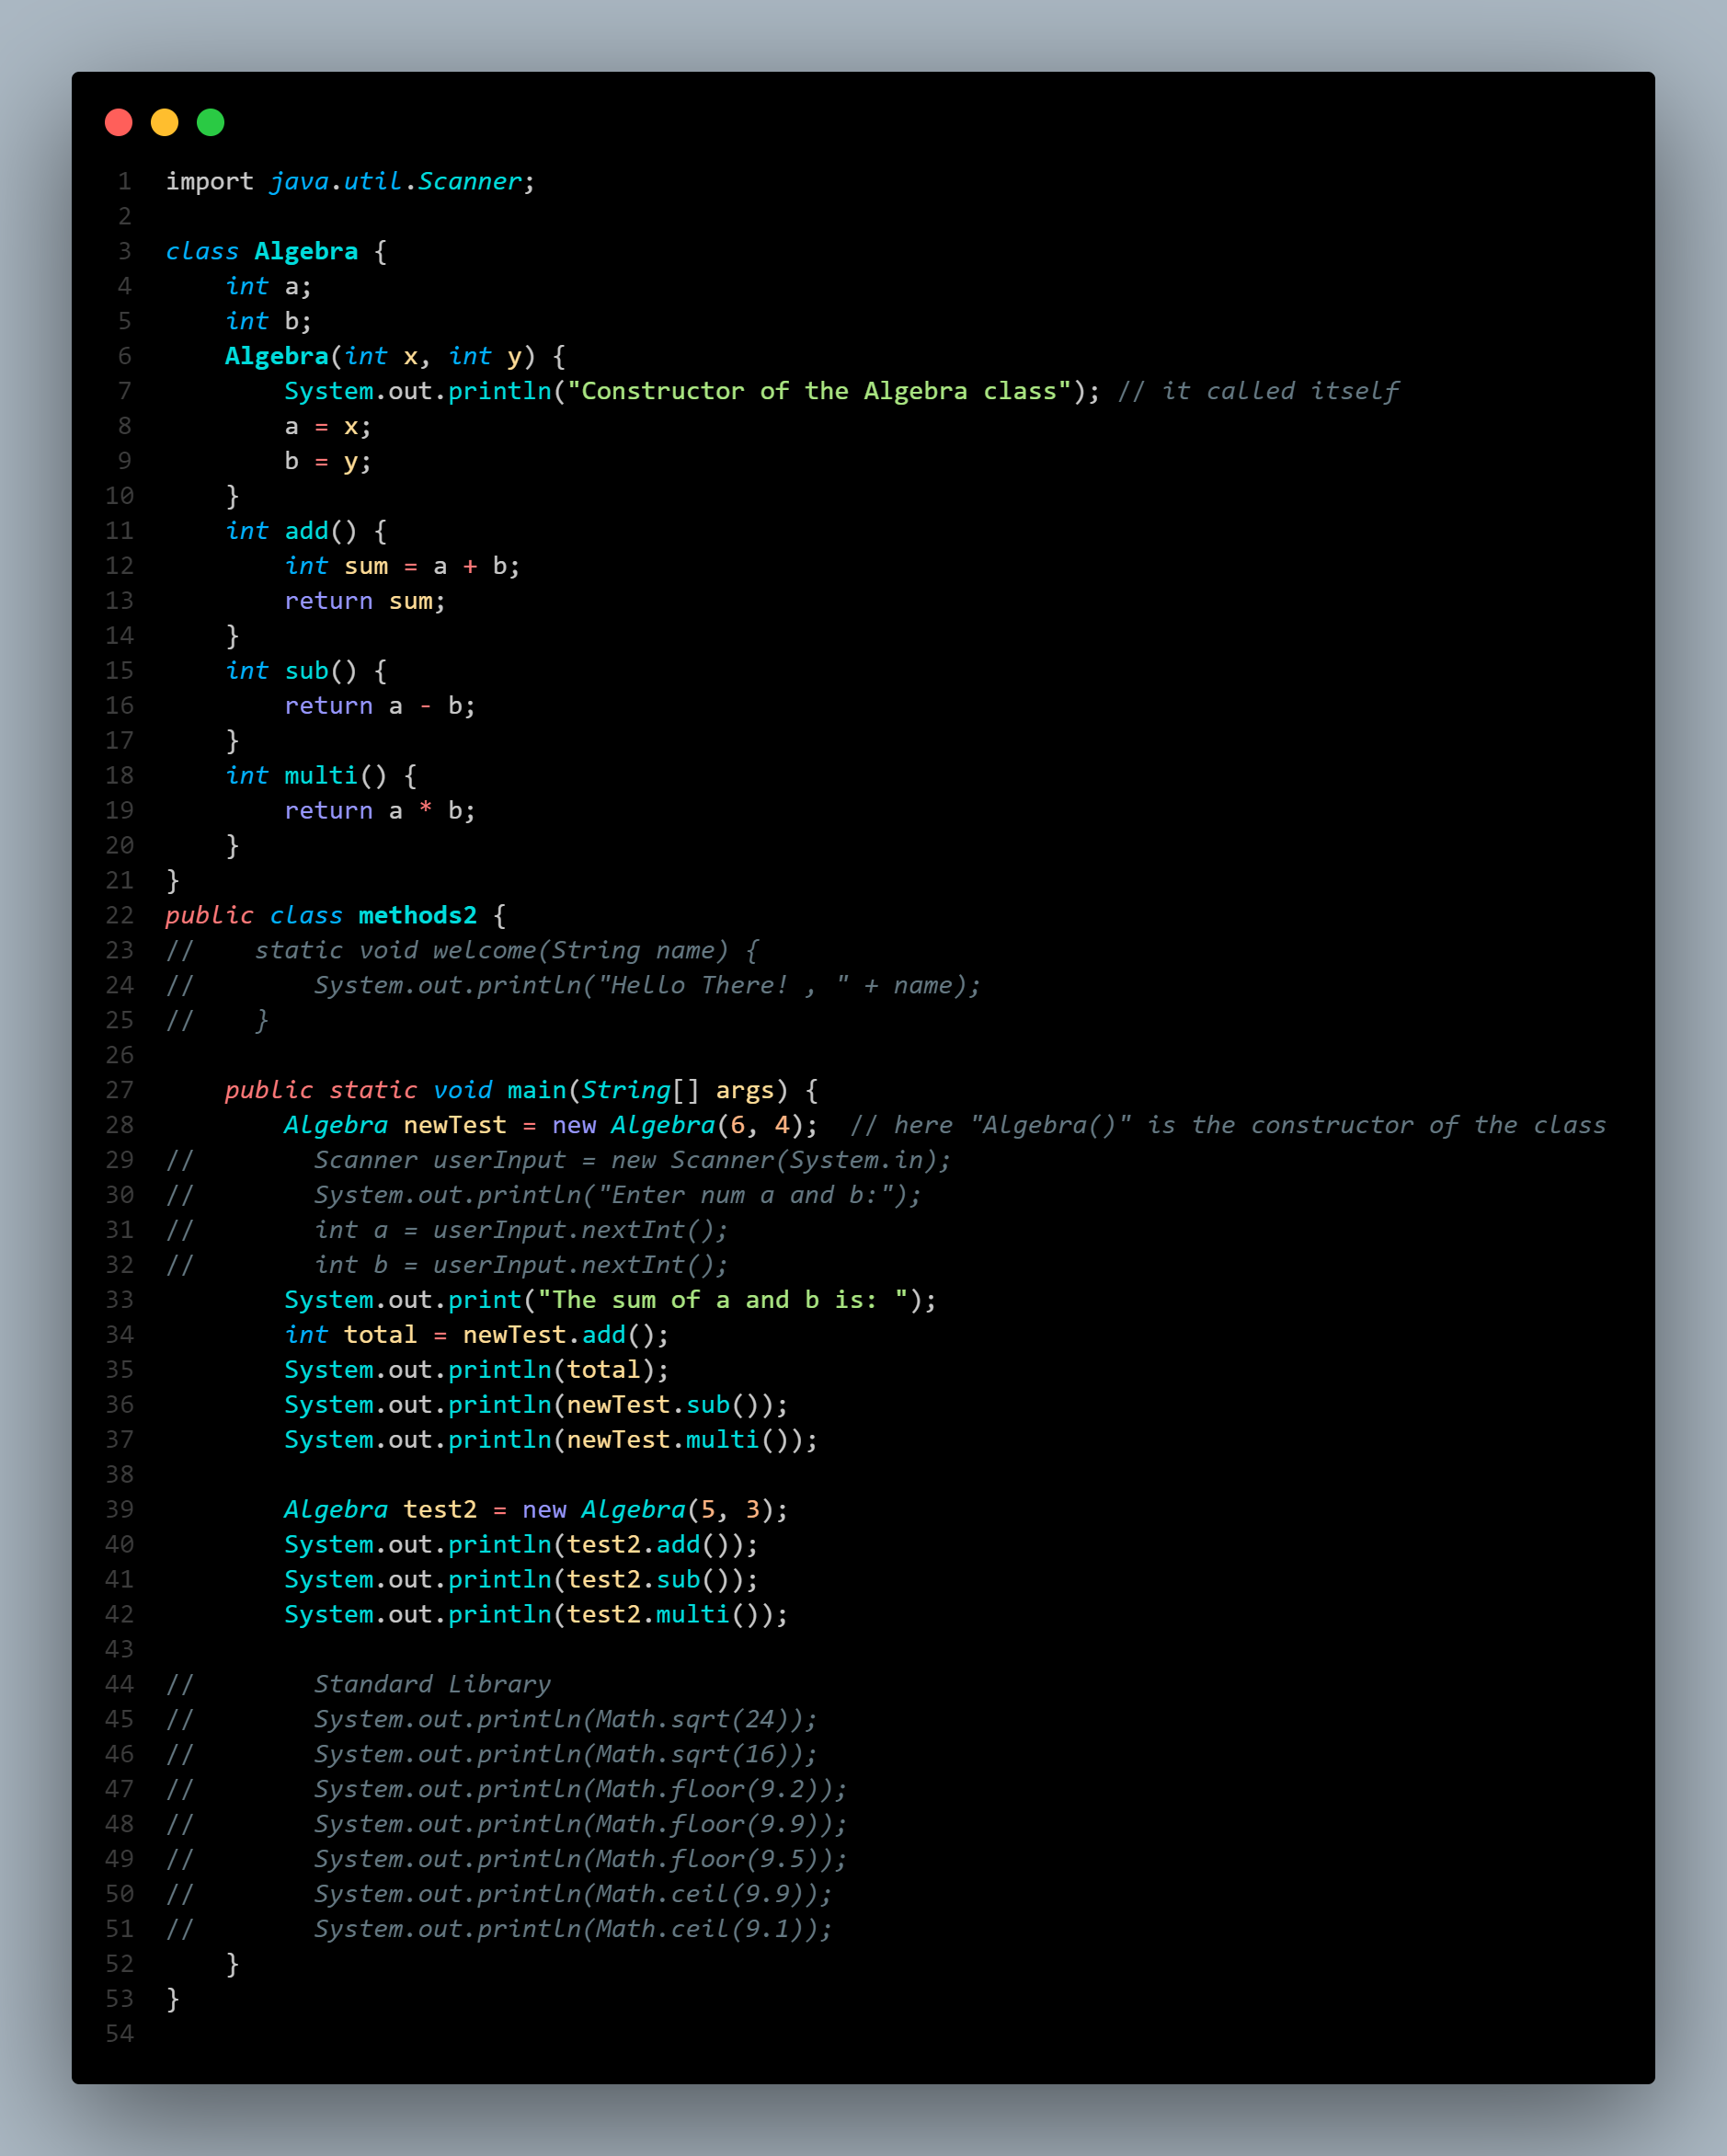 1 import java.util.Scanner;
2
3 class Algebra {
4     int a;
5     int b;
6     Algebra(int x, int y) {
7         System.out.println("Constructor of the Algebra class"); // it called itself
8         a = x;
9         b = y;
10     }
11     int add() {
12         int sum = a + b;
13         return sum;
14     }
15     int sub() {
16         return a - b;
17     }
18     int multi() {
19         return a * b;
20     }
21 }
22 public class methods2 {
23 //    static void welcome(String name) {
24 //        System.out.println("Hello There! , " + name);
25 //    }
26
27     public static void main(String[] args) {
28         Algebra newTest = new Algebra(6, 4);  // here "Algebra()" is the constructor of the class
29 //        Scanner userInput = new Scanner(System.in);
30 //        System.out.println("Enter num a and b:");
31 //        int a = userInput.nextInt();
32 //        int b = userInput.nextInt();
33         System.out.print("The sum of a and b is: ");
34         int total = newTest.add();
35         System.out.println(total);
36         System.out.println(newTest.sub());
37         System.out.println(newTest.multi());
38
39         Algebra test2 = new Algebra(5, 3);
40         System.out.println(test2.add());
41         System.out.println(test2.sub());
42         System.out.println(test2.multi());
43
44 //        Standard Library
45 //        System.out.println(Math.sqrt(24));
46 //        System.out.println(Math.sqrt(16));
47 //        System.out.println(Math.floor(9.2));
48 //        System.out.println(Math.floor(9.9));
49 //        System.out.println(Math.floor(9.5));
50 //        System.out.println(Math.ceil(9.9));
51 //        System.out.println(Math.ceil(9.1));
52     }
53 }
54